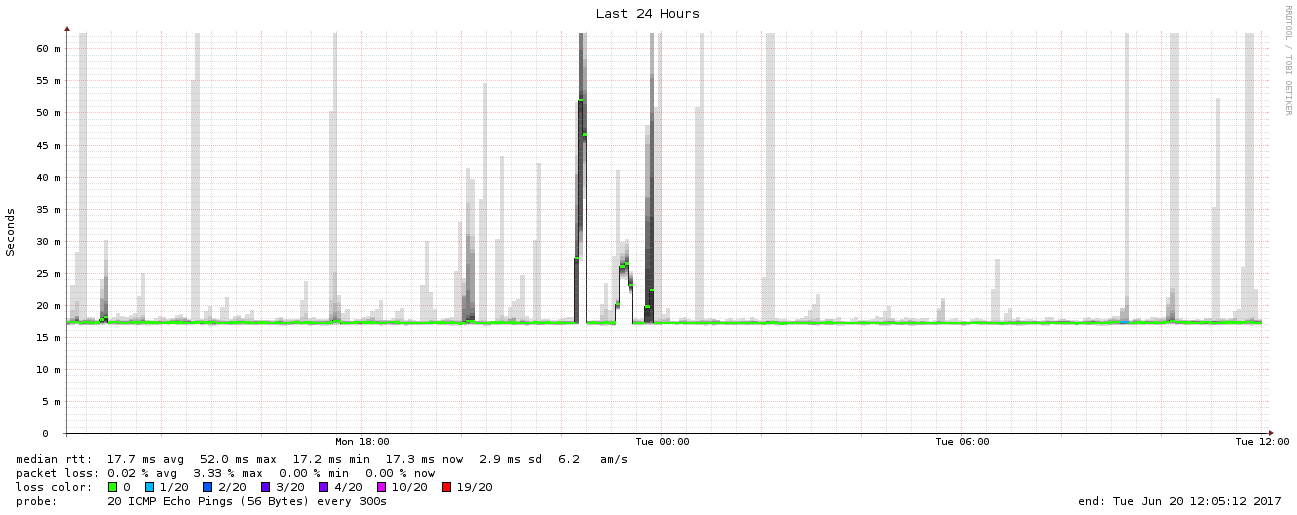 Last 24 Hours
RRDTOOL / TOBI OETIKER
Seconds
60 m
55 m
50 m
45 m
40 m
35 m
30 m
25 m
20 m
15 m
10 m
5 m
0
Mon 18:00 Tue 00:00 Tue 06:00 Tue 12:00
median rtt: 17.7 ms avg 52.0 ms max 17.2 ms min 17.3 ms now 2.9 ms sd 6.2 am/s
packet loss: 0.02 % avg 3.33 % max 0.00 % min 0.00 % now
loss color: 0 1/20 2/20 3/20 4/20 10/20 19/20
probe: 20 ICMP Echo Pings (56 Bytes) every 300s end: Tue Jun 20 12:05:12 2017